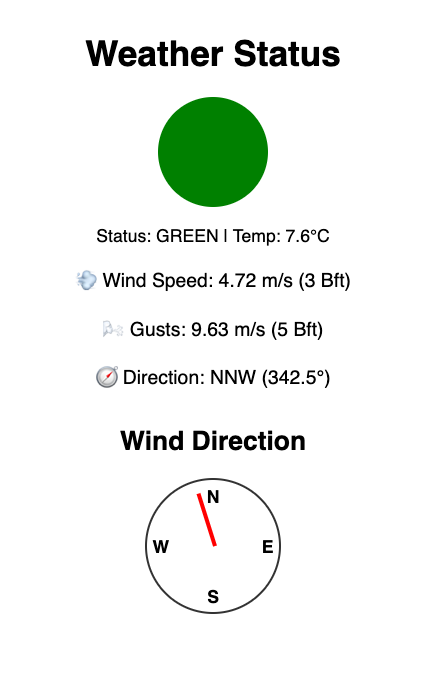 Weather Status
Status: GREEN | Temp: 7.6°C
💨 Wind Speed: 4.72 m/s (3 Bft)
🌬️ Gusts: 9.63 m/s (5 Bft)
🧭 Direction: NNW (342.5°)
Wind Direction
N
W E
S